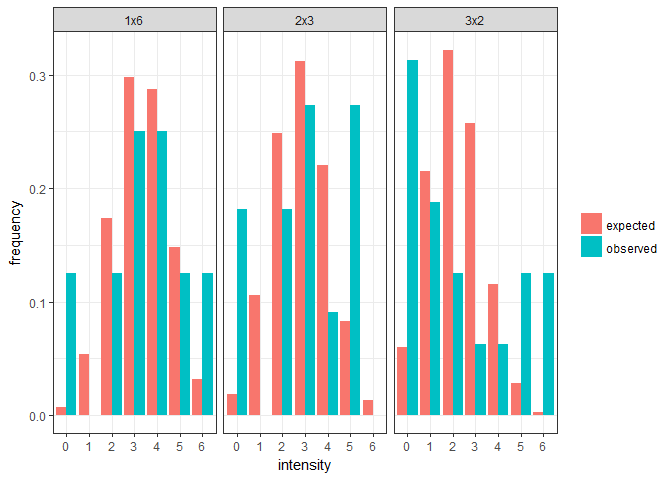 1x6 2x3 3x2
0.3
0.2
0.1
0.0
frequency
0 1 2 3 4 5 6 0 1 2 3 4 5 6 0 1 2 3 4 5 6
intensity
expected
observed